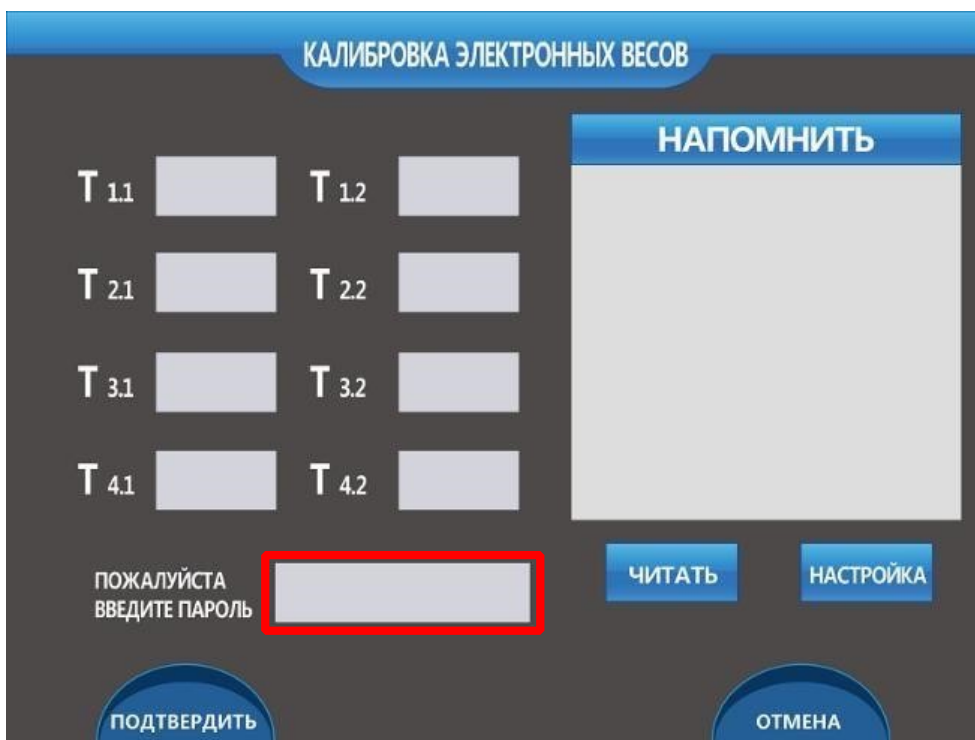 КАЛИБРОВКА ЭЛЕКТРОННЫХ ВЕСОВ
НАПОМНИТЬ
T 1.1 T 1.2
T 2.1 T 2.2
T 3.1 T 3.2
T 4.1 T 4.2
ПОЖАЛУЙСТА
ВВЕДИТЕ ПАРОЛЬ
ЧИТАТЬ НАСТРОЙКА
ПОДТВЕРДИТЬ ОТМЕНА